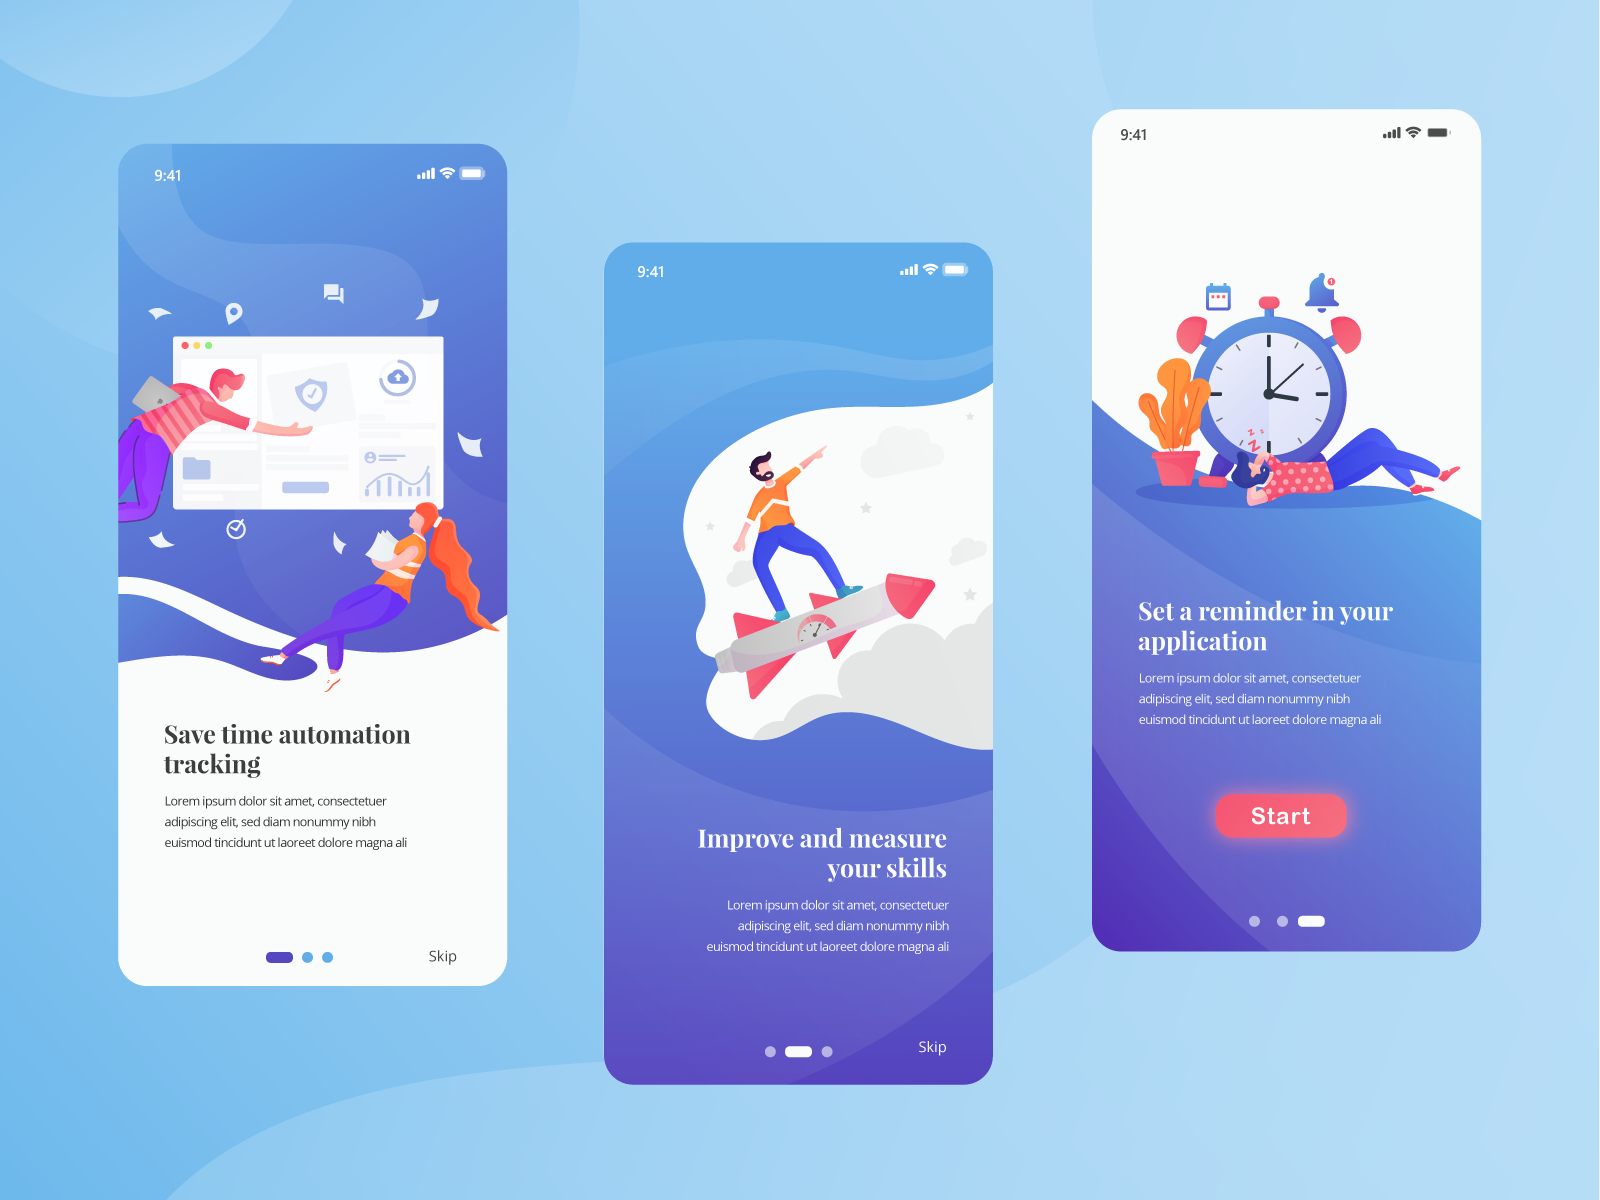 9:41
Save time automation
tracking
Lorem ipsum dolor sit amet, consectetuer
adipiscing elit, sed diam nonummy nibh
euismod tincidunt ut laoreet dolore magna ali
Skip
9:41
Improve and measure
your skills
Lorem ipsum dolor sit amet, consectetuer
adipiscing elit, sed diam nonummy nibh
euismod tincidunt ut laoreet dolore magna ali
Skip
9:41
1
z z
Z
Set a reminder in your
application
Lorem ipsum dolor sit amet, consectetuer
adipiscing elit, sed diam nonummy nibh
euismod tincidunt ut laoreet dolore magna ali
Start